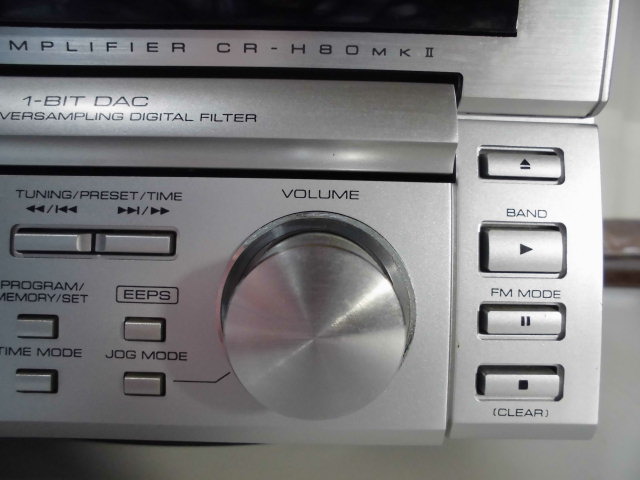 MPLIFIER CR-H80MKII
1-BIT DAC
VERSAMPLING DIGITAL FILTER
TUNING/PRESET/TIME
VOLUME
BAND
PROGRAM/
MEMORY/SET
EEPS
FM MODE
TIME MODE
JOG MODE
(CLEAR)